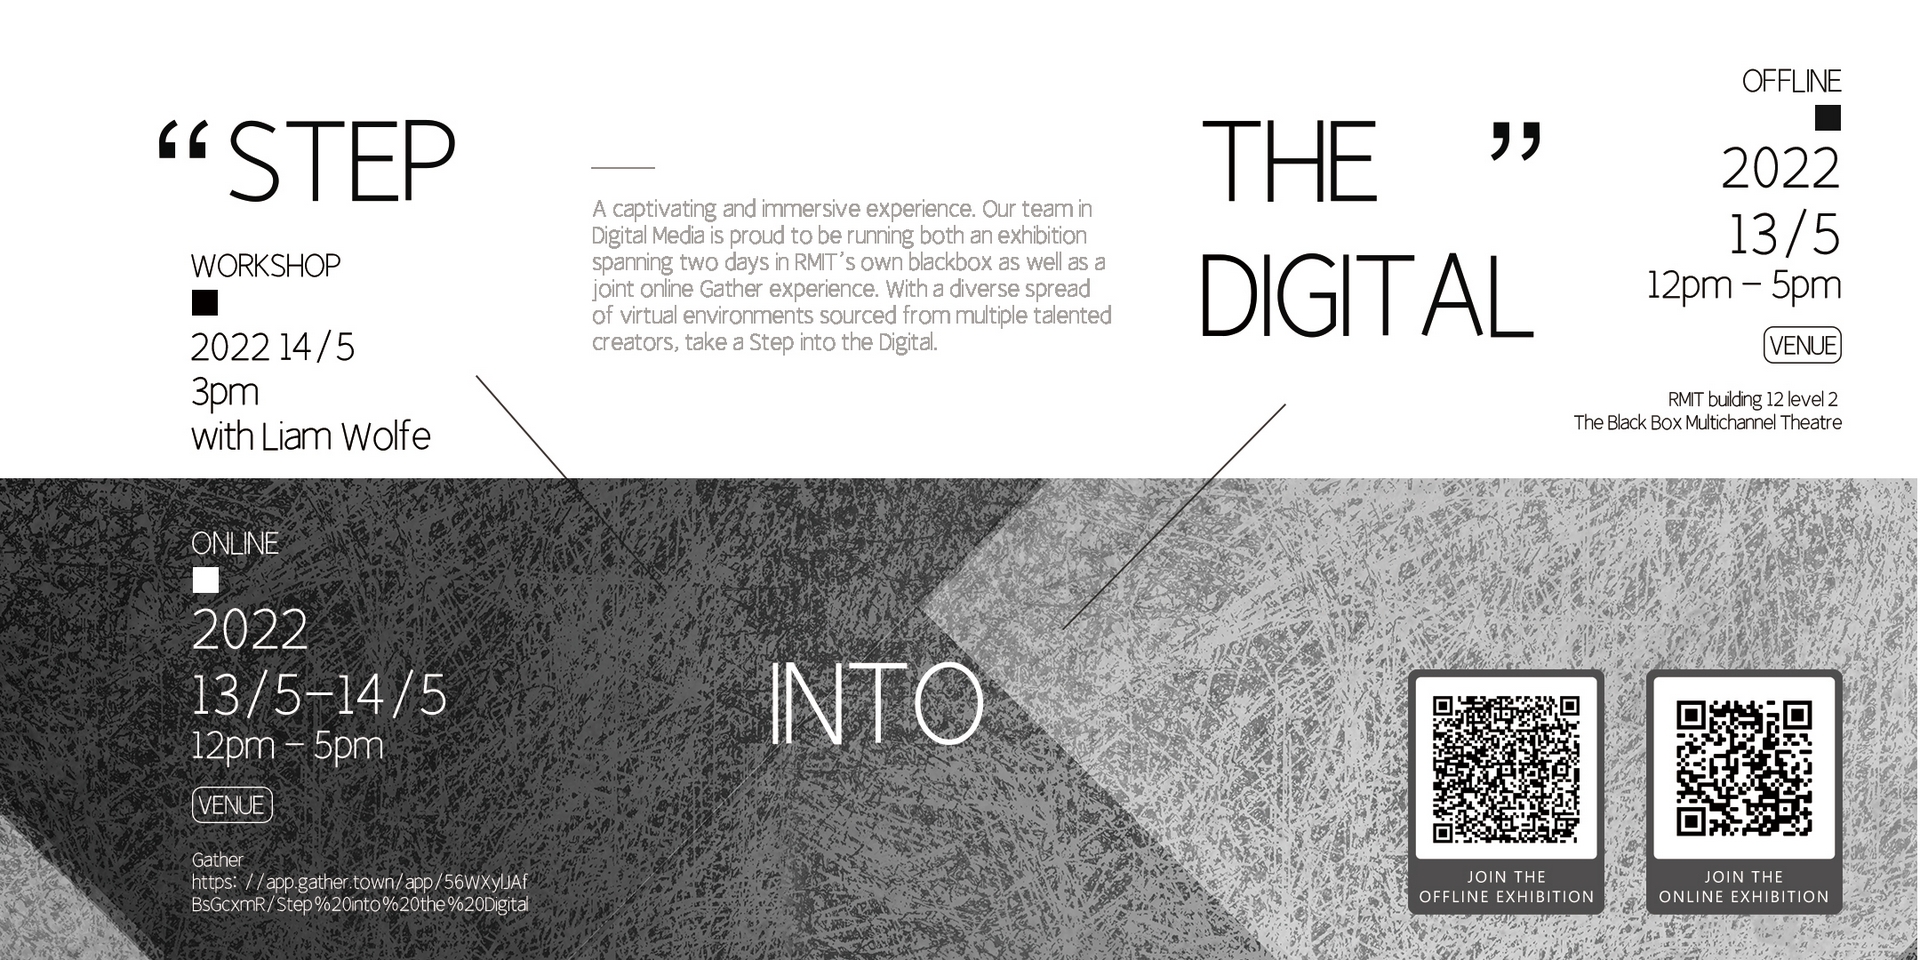 “STEP
WORKSHOP
2022 14/5
3pm
with Liam Wolfe
A captivating and immersive experience. Our team in
Digital Media is proud to be running both an exhibition
spanning two days in RMIT's own blackbox as well as a
joint online Gather experience. With a diverse spread
of virtual environments sourced from multiple talented
creators, take a Step into the Digital.
THE ”
DIGITAL
OFFLINE
2022
13/5
12pm – 5pm
VENUE
RMIT building 12 level 2
The Black Box Multichannel Theatre
ONLINE
2022
13/5–14/5
12pm – 5pm
VENUE
Gather
https: //app.gather.town/app/56WXylJAf
BsGcxmR/Step%20into%20the%20Digital
INTO
JOIN THE
OFFLINE EXHIBITION
JOIN THE
ONLINE EXHIBITION